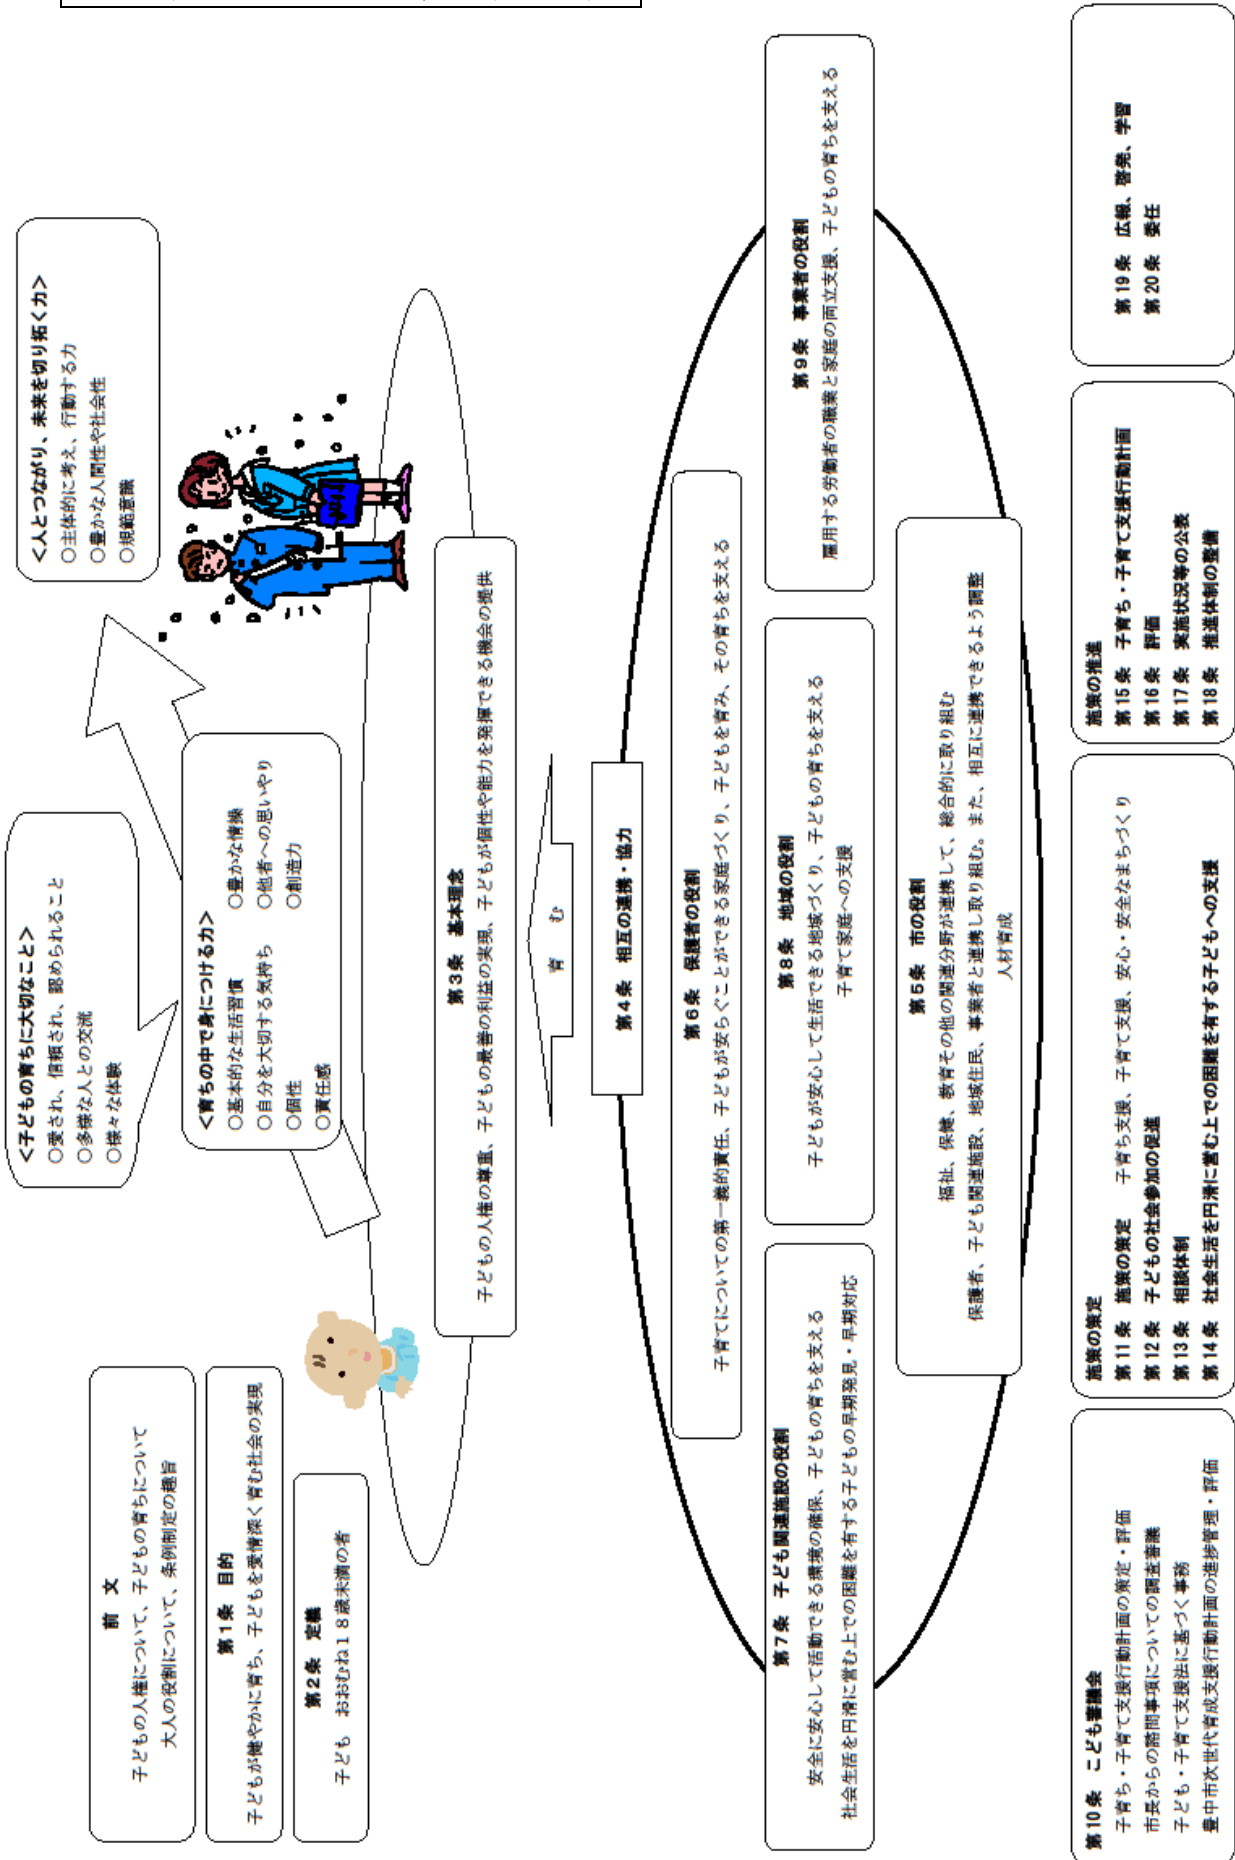 前　文
子どもの人権について、子どもの育ちについて
大人の役割について、条例制定の趣旨
第１条　目的
子どもが健やかに育ち、子どもを愛情深く育む社会の実現
第２条　定義
子ども　おおむね１８歳未満の者
＜子どもの育ちに大切なこと＞
○愛され、信頼され、認められること
○多様な人との交流
○様々な体験
＜育ちの中で身につける力＞
○基本的な生活習慣　○豊かな情操
○自分を大切する気持ち　○他者への思いやり
○個性　○創造力
○責任感
＜人とつながり、未来を切り拓く力＞
○主体的に考え、行動する力
○豊かな人間性や社会性
○規範意識
第３条　基本理念
子どもの人権の尊重、子どもの最善の利益の実現、子どもが個性や能力を発揮できる機会の提供
育　む
第４条　相互の連携・協力
第６条　保護者の役割
子育てについての第一義的責任、子どもが安らぐことができる家庭づくり、子どもを育み、その育ちを支える
第７条　子ども関連施設の役割
安全に安心して活動できる環境の確保、子どもの育ちを支える
社会生活を円滑に営む上での困難を有する子どもの早期発見・早期対応
第８条　地域の役割
子どもが安心して生活できる地域づくり、子どもの育ちを支える
子育て家庭への支援
第９条　事業者の役割
雇用する労働者の職業と家庭の両立支援、子どもの育ちを支える
第５条　市の役割
福祉、保健、教育その他の関連分野が連携して、総合的に取り組む
保護者、子ども関連施設、地域住民、事業者と連携し取り組む。また、相互に連携できるよう調整
人材育成
第10条　こども審議会
子育ち・子育て支援行動計画の策定・評価
市長からの諮問事項についての調査審議
子ども・子育て支援法に基づく事務
豊中市次世代育成支援行動計画の進捗管理・評価
施策の策定
第11条　施策の策定　子育ち支援、子育て支援、安心・安全なまちづくり
第12条　子どもの社会参加の促進
第13条　相談体制
第14条　社会生活を円滑に営む上での困難を有する子どもへの支援
施策の推進
第15条　子育ち・子育て支援行動計画
第16条　評価
第17条　実施状況等の公表
第18条　推進体制の整備
第19条　広報、啓発、学習
第20条　委任